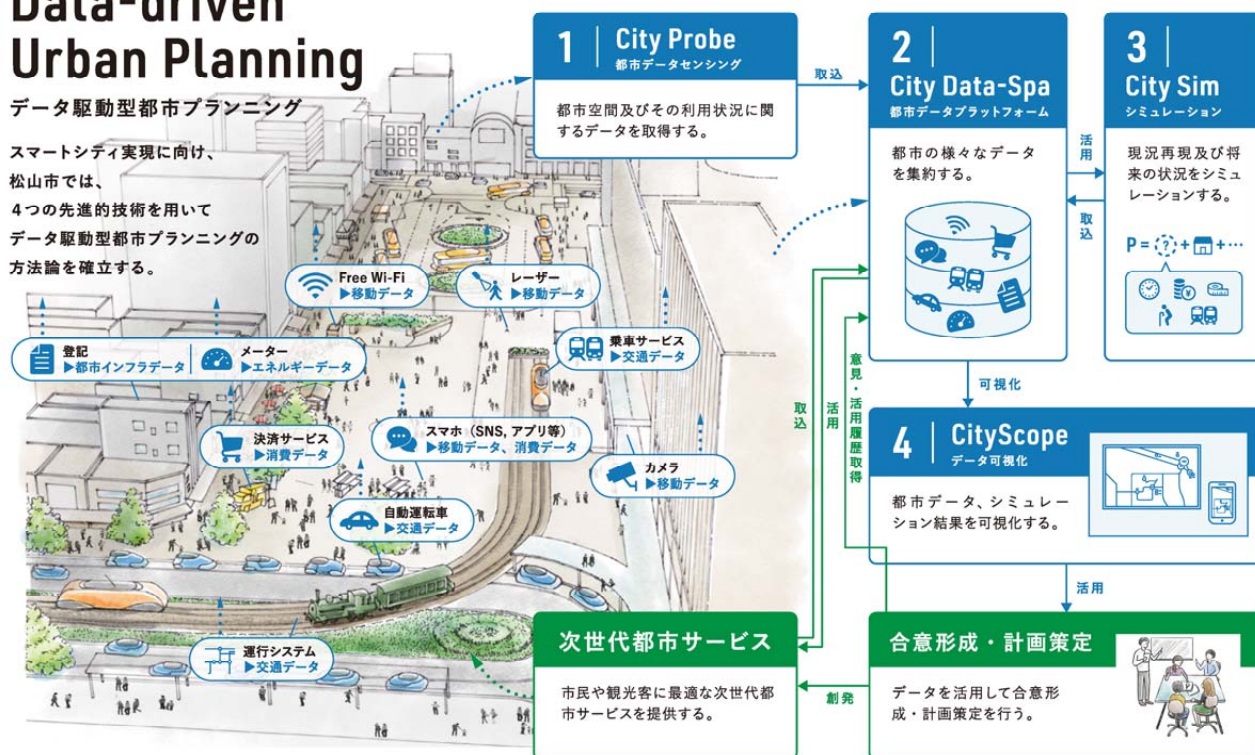 Data-driven
Urban Planning
データ駆動型都市プランニング
スマートシティ実現に向け、
松山市では、
4つの先進的技術を用いて
データ駆動型都市プランニングの
方法論を確立する。
Free Wi-Fi
▶移動データ
レーザー
▶移動データ
登記
▶都市インフラデータ
メーター
▶エネルギーデータ
乗車サービス
▶交通データ
決済サービス
▶消費データ
スマホ（SNS, アプリ等）
▶移動データ、消費データ
カメラ
▶移動データ
自動運転車
▶交通データ
運行システム
▶交通データ
1
City Probe
都市データセンシング
都市空間及びその利用状況に関
するデータを取得する。
取込
2
City Data-Spa
都市データプラットフォーム
都市の様々なデータ
を集約する。
活用
取込
3
City Sim
シミュレーション
現況再現及び将
来の状況をシミュ
レーションする。
P = ? + + …
¥
可視化
取込
活用
意見・活用履歴取得
4
CityScope
データ可視化
都市データ、シミュレー
ション結果を可視化する。
活用
次世代都市サービス
市民や観光客に最適な次世代都
市サービスを提供する。
創発
合意形成・計画策定
データを活用して合意形
成・計画策定を行う。